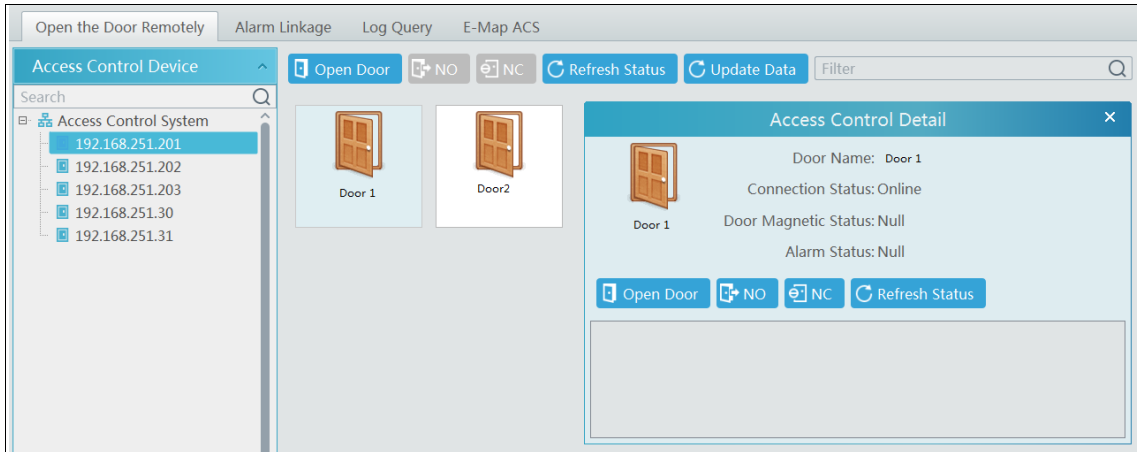 Open the Door Remotely Alarm Linkage Log Query E-Map ACS
Access Control Device
Search
Access Control System
192.168.251.201
192.168.251.202
192.168.251.203
192.168.251.30
192.168.251.31
Open Door NO NC Refresh Status Update Data Filter
Door 1
Door2
Access Control Detail
Door 1
Door Name: Door 1
Connection Status: Online
Door Magnetic Status: Null
Alarm Status: Null
Open Door NO NC Refresh Status